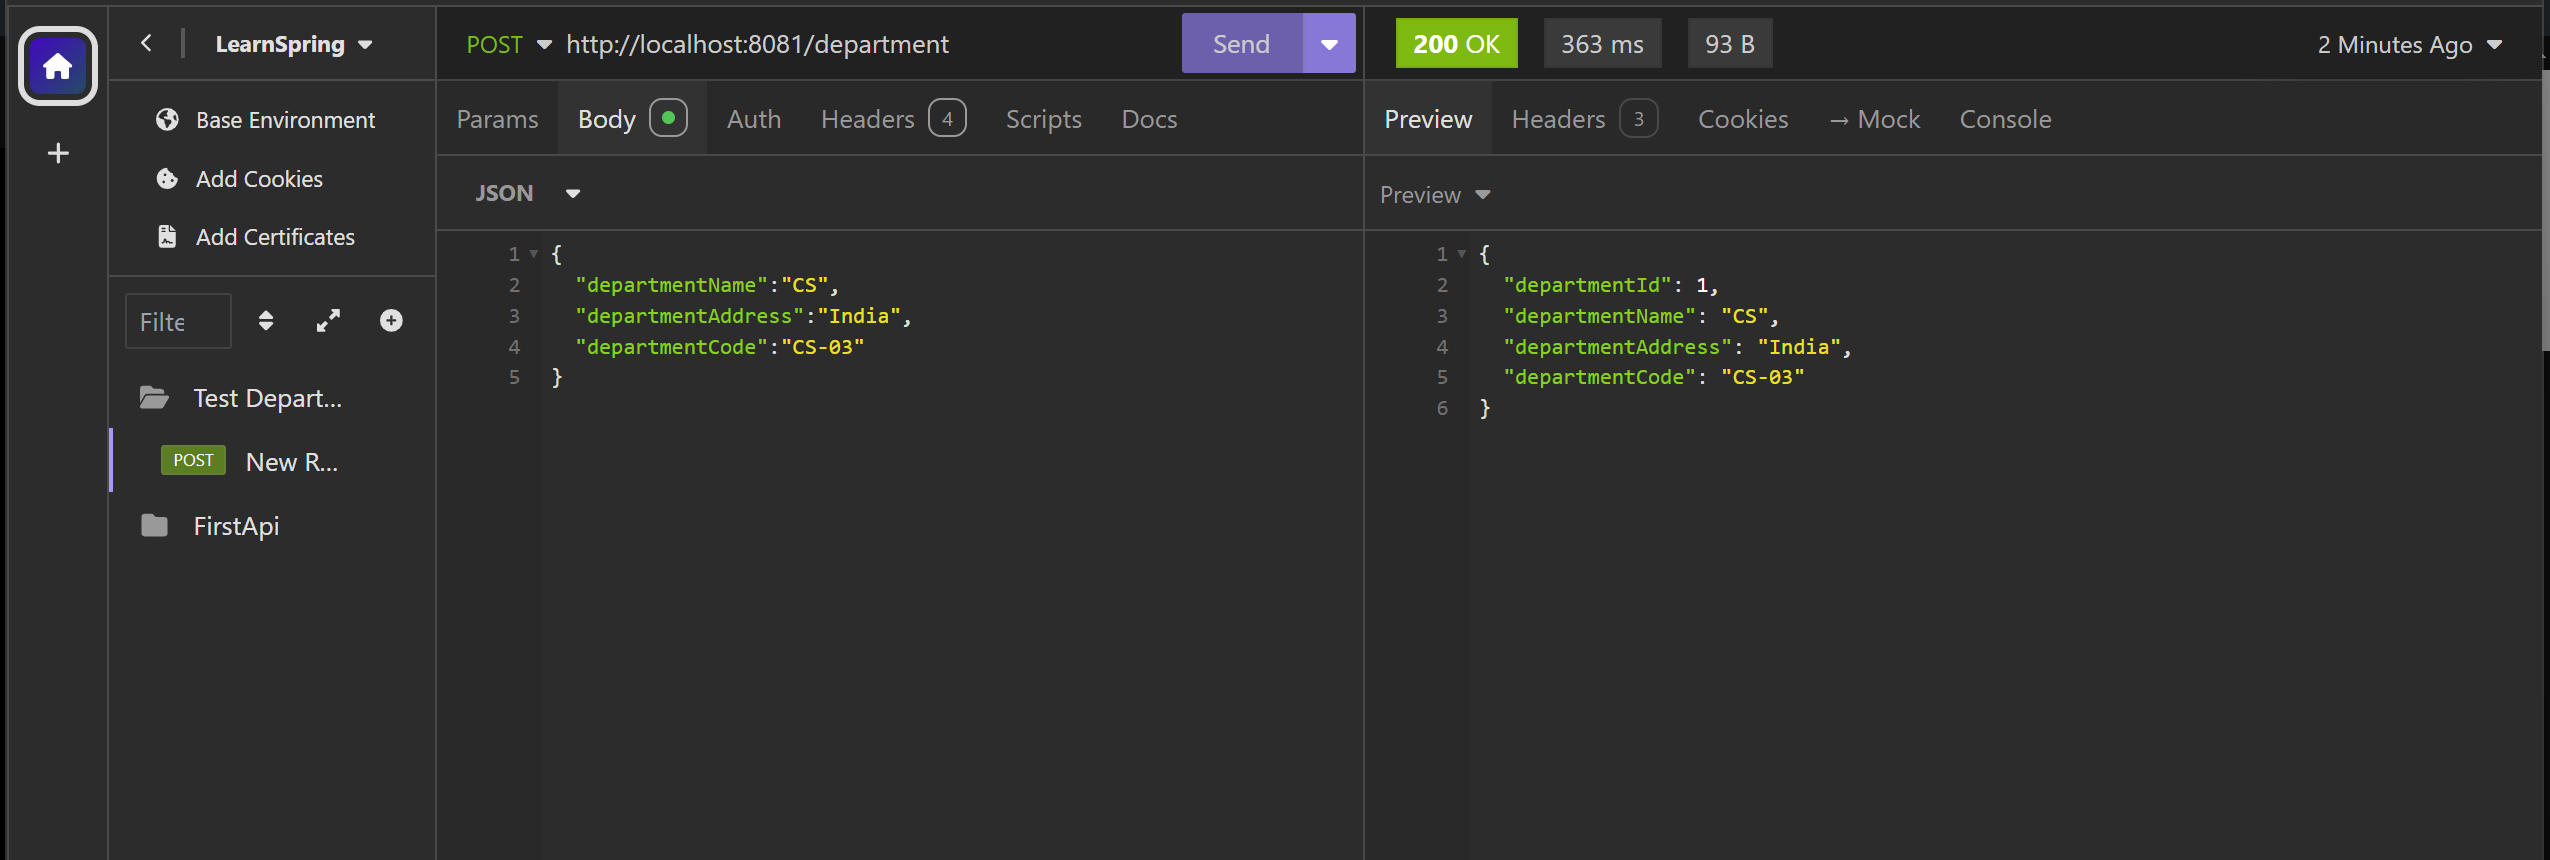 LearnSpring
Base Environment
Add Cookies
Add Certificates
Filte
Test Depart...
POST New R...
FirstApi
POST http://localhost:8081/department Send
Params Body Auth Headers 4 Scripts Docs
JSON
1 {
2 "departmentName":"CS",
3 "departmentAddress":"India",
4 "departmentCode":"CS-03"
5 }
200 OK 363 ms 93 B 2 Minutes Ago
Preview Headers 3 Cookies → Mock Console
Preview
1 {
2 "departmentId": 1,
3 "departmentName": "CS",
4 "departmentAddress": "India",
5 "departmentCode": "CS-03"
6 }